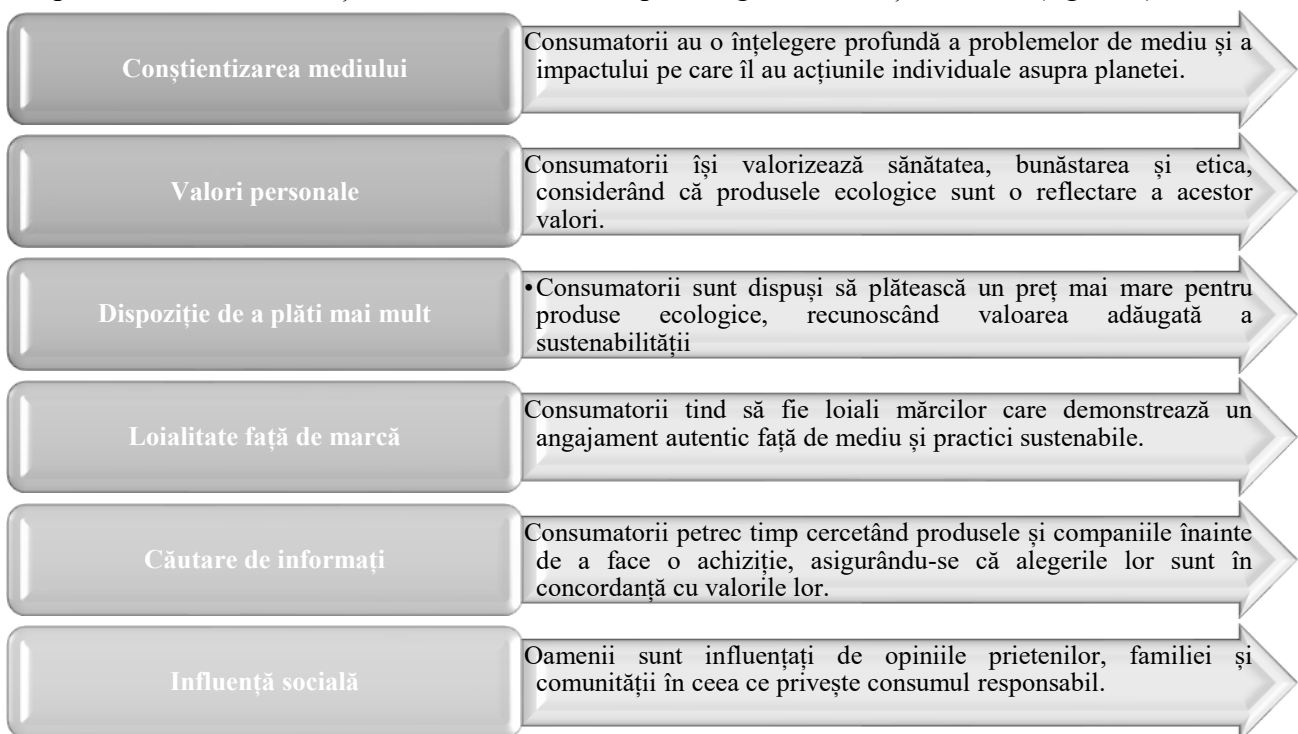 Conștientizarea mediului
Consumatorii au o înțelegere profundă a problemelor de mediu și a
impactului pe care îl au acțiunile individuale asupra planetei.
Valori personale
Consumatorii își valorizează sănătatea, bunăstarea și etica,
considerând că produsele ecologice sunt o reflectare a acestor
valori.
Dispoziție de a plăti mai mult
•Consumatorii sunt dispuși să plătească un preț mai mare pentru
produse ecologice, recunoscând valoarea adăugată a
sustenabilității
Loialitate față de marcă
Consumatorii tind să fie loiali mărcilor care demonstrează un
angajament autentic față de mediu și practici sustenabile.
Căutare de informați
Consumatorii petrec timp cercetând produsele și companiile înainte
de a face o achiziție, asigurându-se că alegerile lor sunt în
concordanță cu valorile lor.
Influență socială
Oamenii sunt influențați de opiniile prietenilor, familiei și
comunității în ceea ce privește consumul responsabil.